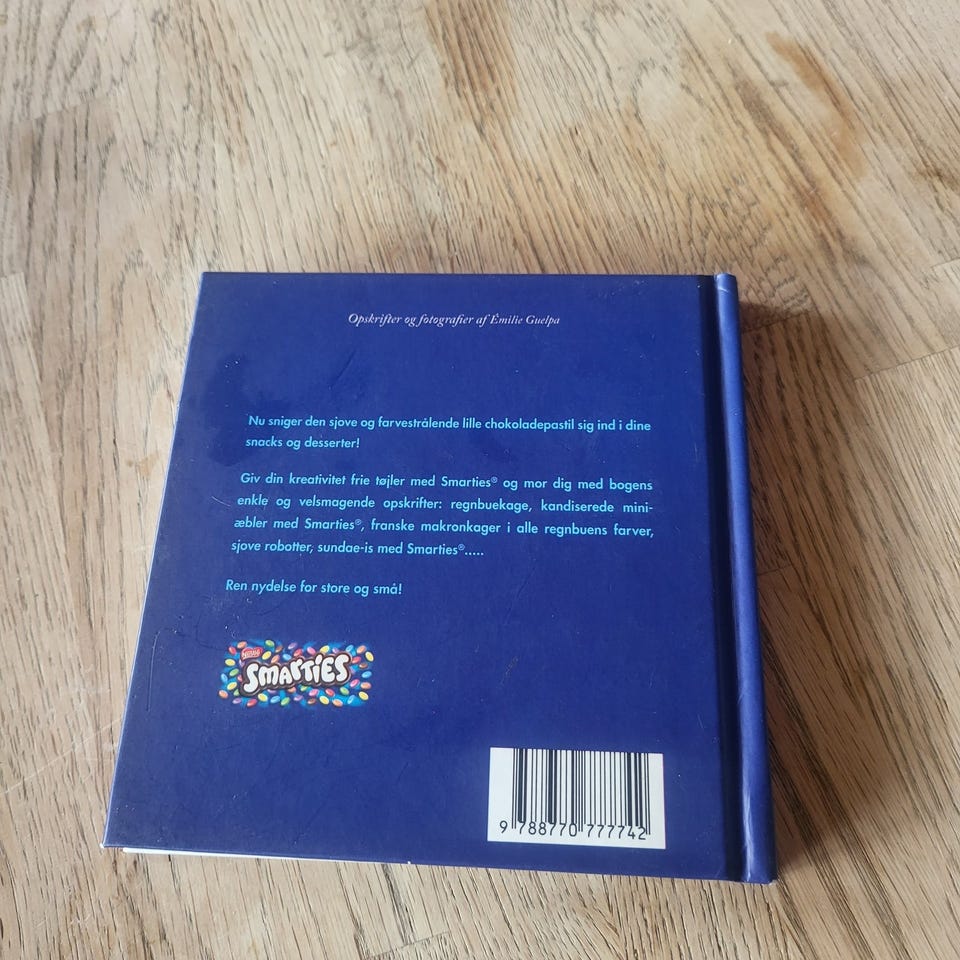 Opskrifter og fotografier af Émilie Guelpa
Nu sniger den sjove og farvestrålende lille chokoladepastil sig ind i dine
snacks og desserter!
Giv din kreativitet frie tøjler med Smarties® og mor dig med bogens
enkle og velsmagende opskrifter: regnbuekage, kandiserede mini-
æbler med Smarties®, franske makronkager i alle regnbuens farver,
sjove robotter, sundae-is med Smarties®.....
Ren nydelse for store og små!
Nestlé
SMARTIES
9 788770 777742